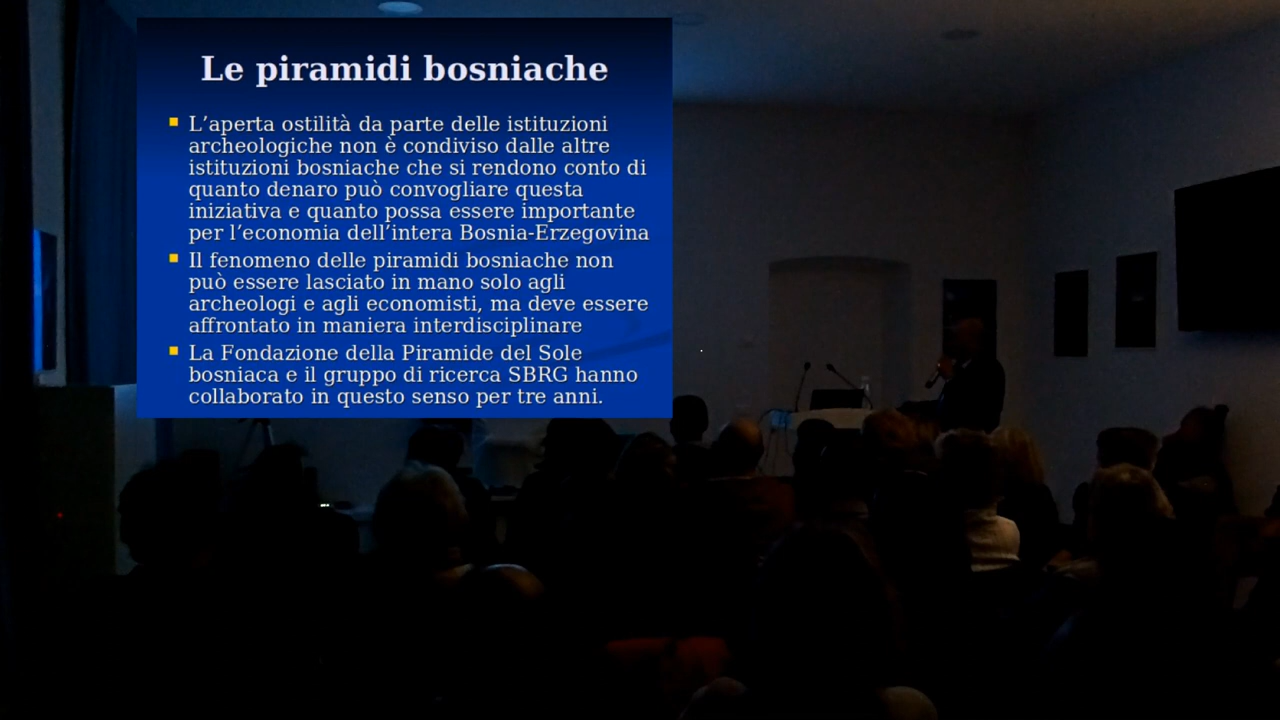 Le piramidi bosniache
L’aperta ostilità da parte delle istituzioni
archeologiche non è condiviso dalle altre
istituzioni bosniache che si rendono conto di
quanto denaro può convogliare questa
iniziativa e quanto possa essere importante
per l’economia dell’intera Bosnia-Erzegovina
Il fenomeno delle piramidi bosniache non
può essere lasciato in mano solo agli
archeologi e agli economisti, ma deve essere
affrontato in maniera interdisciplinare
La Fondazione della Piramide del Sole
bosniaca e il gruppo di ricerca SBRG hanno
collaborato in questo senso per tre anni.